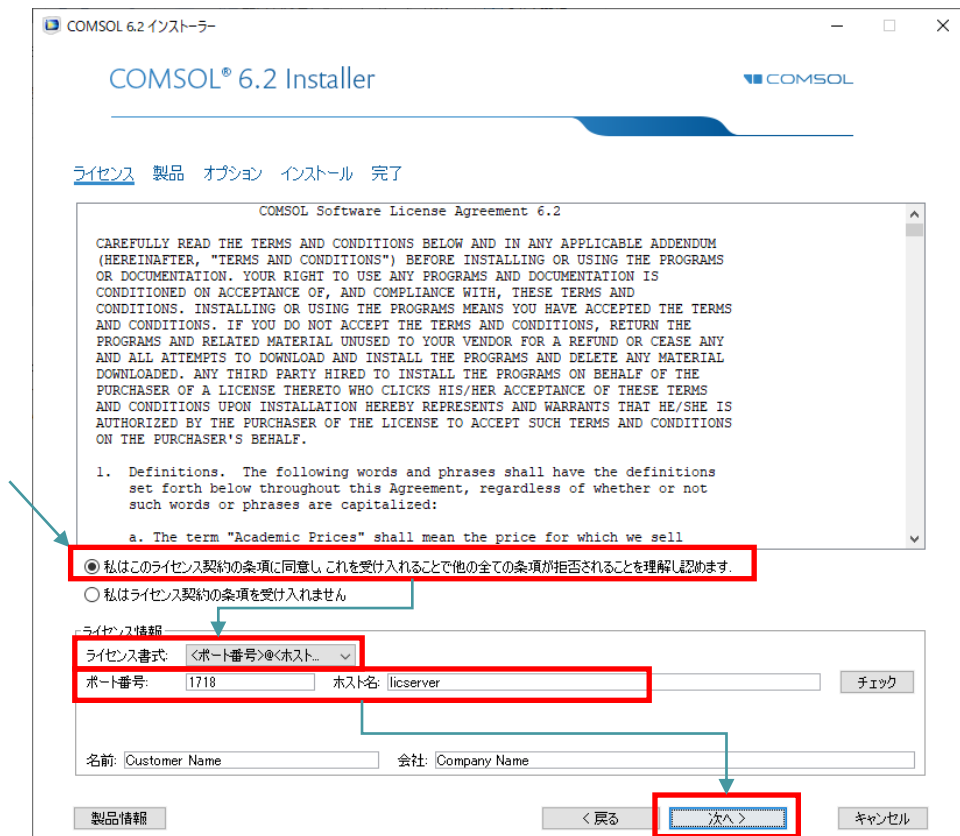 COMSOL 6.2 インストーラー
COMSOL® 6.2 Installer
COMSOL
ライセンス 製品 オプション インストール 完了
COMSOL Software License Agreement 6.2
CAREFULLY READ THE TERMS AND CONDITIONS BELOW AND IN ANY APPLICABLE ADDENDUM
(HEREINAFTER, "TERMS AND CONDITIONS") BEFORE INSTALLING OR USING THE PROGRAMS
OR DOCUMENTATION. YOUR RIGHT TO USE ANY PROGRAMS AND DOCUMENTATION IS
CONDITIONED ON ACCEPTANCE OF, AND COMPLIANCE WITH, THESE TERMS AND
CONDITIONS. INSTALLING OR USING THE PROGRAMS MEANS YOU HAVE ACCEPTED THE TERMS
AND CONDITIONS. IF YOU DO NOT ACCEPT THE TERMS AND CONDITIONS, RETURN THE
PROGRAMS AND RELATED MATERIAL UNUSED TO YOUR VENDOR FOR A REFUND OR CEASE ANY
AND ALL ATTEMPTS TO DOWNLOAD AND INSTALL THE PROGRAMS AND DELETE ANY MATERIAL
DOWNLOADED. ANY THIRD PARTY HIRED TO INSTALL THE PROGRAMS ON BEHALF OF THE
PURCHASER OF A LICENSE THERETO WHO CLICKS HIS/HER ACCEPTANCE OF THESE TERMS
AND CONDITIONS UPON INSTALLATION HEREBY REPRESENTS AND WARRANTS THAT HE/SHE IS
AUTHORIZED BY THE PURCHASER OF THE LICENSE TO ACCEPT SUCH TERMS AND CONDITIONS
ON THE PURCHASER'S BEHALF.
1. Definitions. The following words and phrases shall have the definitions
set forth below throughout this Agreement, regardless of whether or not
such words or phrases are capitalized:
a. The term "Academic Prices" shall mean the price for which we sell
私はこのライセンス契約の条項に同意し、これを受け入れることで他の全ての条項が拒否されることを理解し認めます.
私はライセンス契約の条項を受け入れません
ライセンス情報
ライセンス書式: <ポート番号>@<ホスト...
ポート番号: 1718 ホスト名: licserver チェック
名前: Customer Name 会社: Company Name
製品情報 < 戻る 次へ > キャンセル